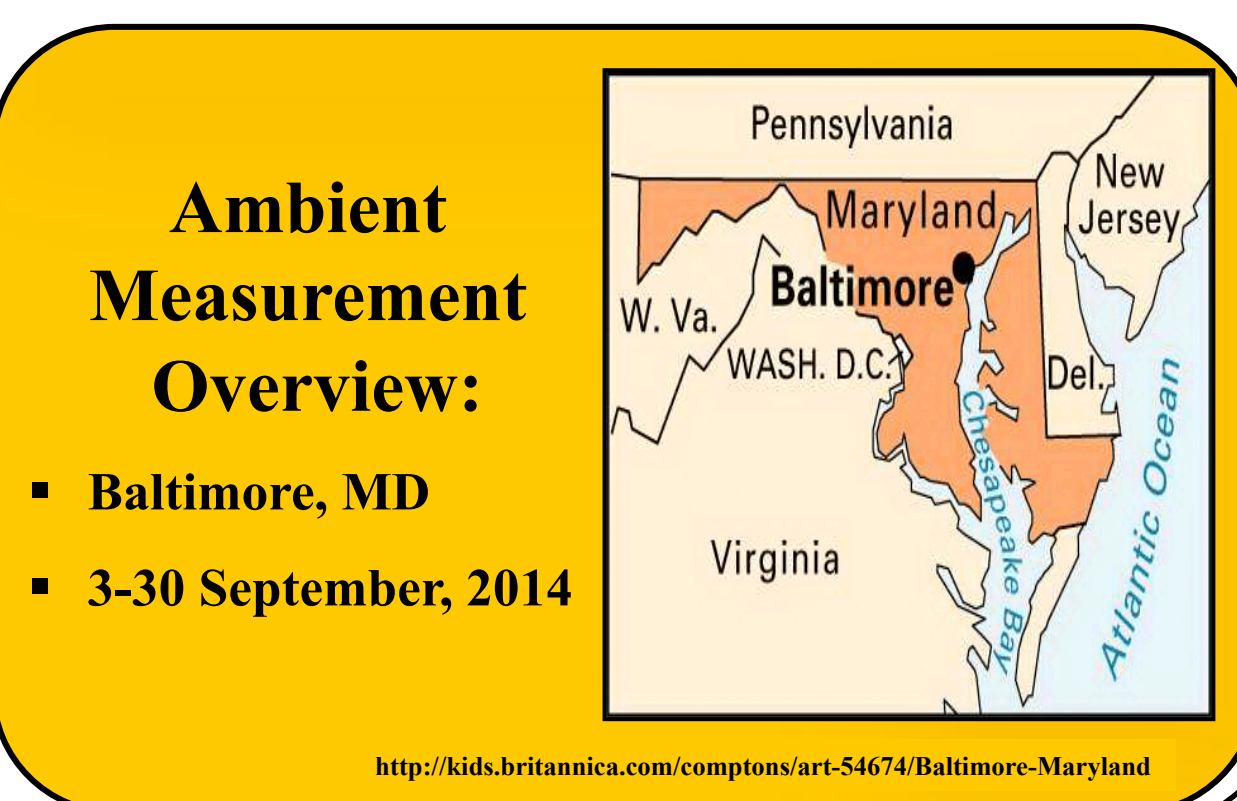 Ambient
Measurement
Overview:
▪ Baltimore, MD
▪ 3-30 September, 2014
Pennsylvania
New
Jersey
Maryland
Baltimore
W. Va.
WASH. D.C.
Del.
Chesapeake Bay
Atlantic Ocean
Virginia
http://kids.britannica.com/comptons/art-54674/Baltimore-Maryland